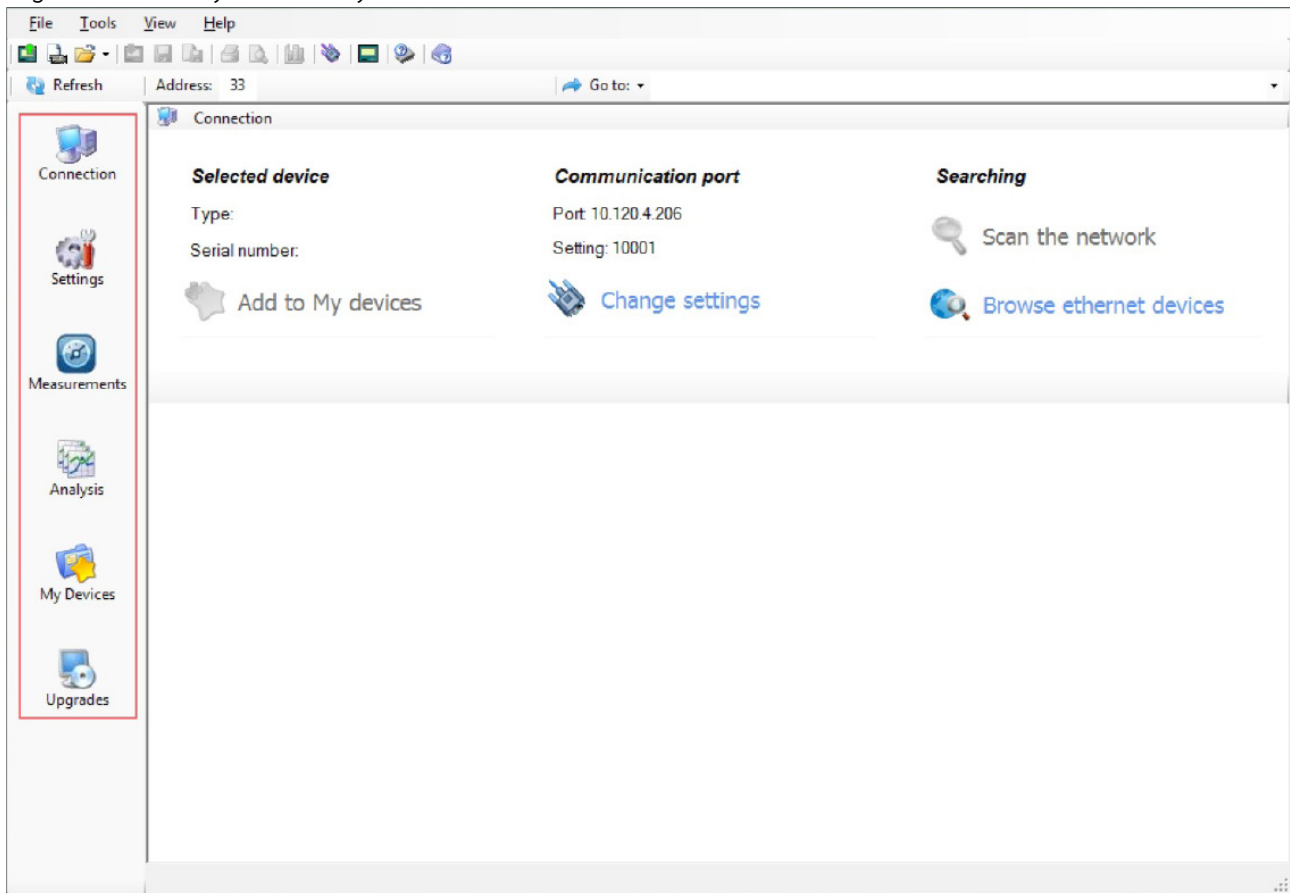 File Tools View Help
Refresh Address: 33 Go to:
Connection
Connection
Settings
Measurements
Analysis
My Devices
Upgrades
Selected device
Type:
Serial number:
Add to My devices
Communication port
Port: 10.120.4.206
Setting: 10001
Change settings
Searching
Scan the network
Browse ethernet devices